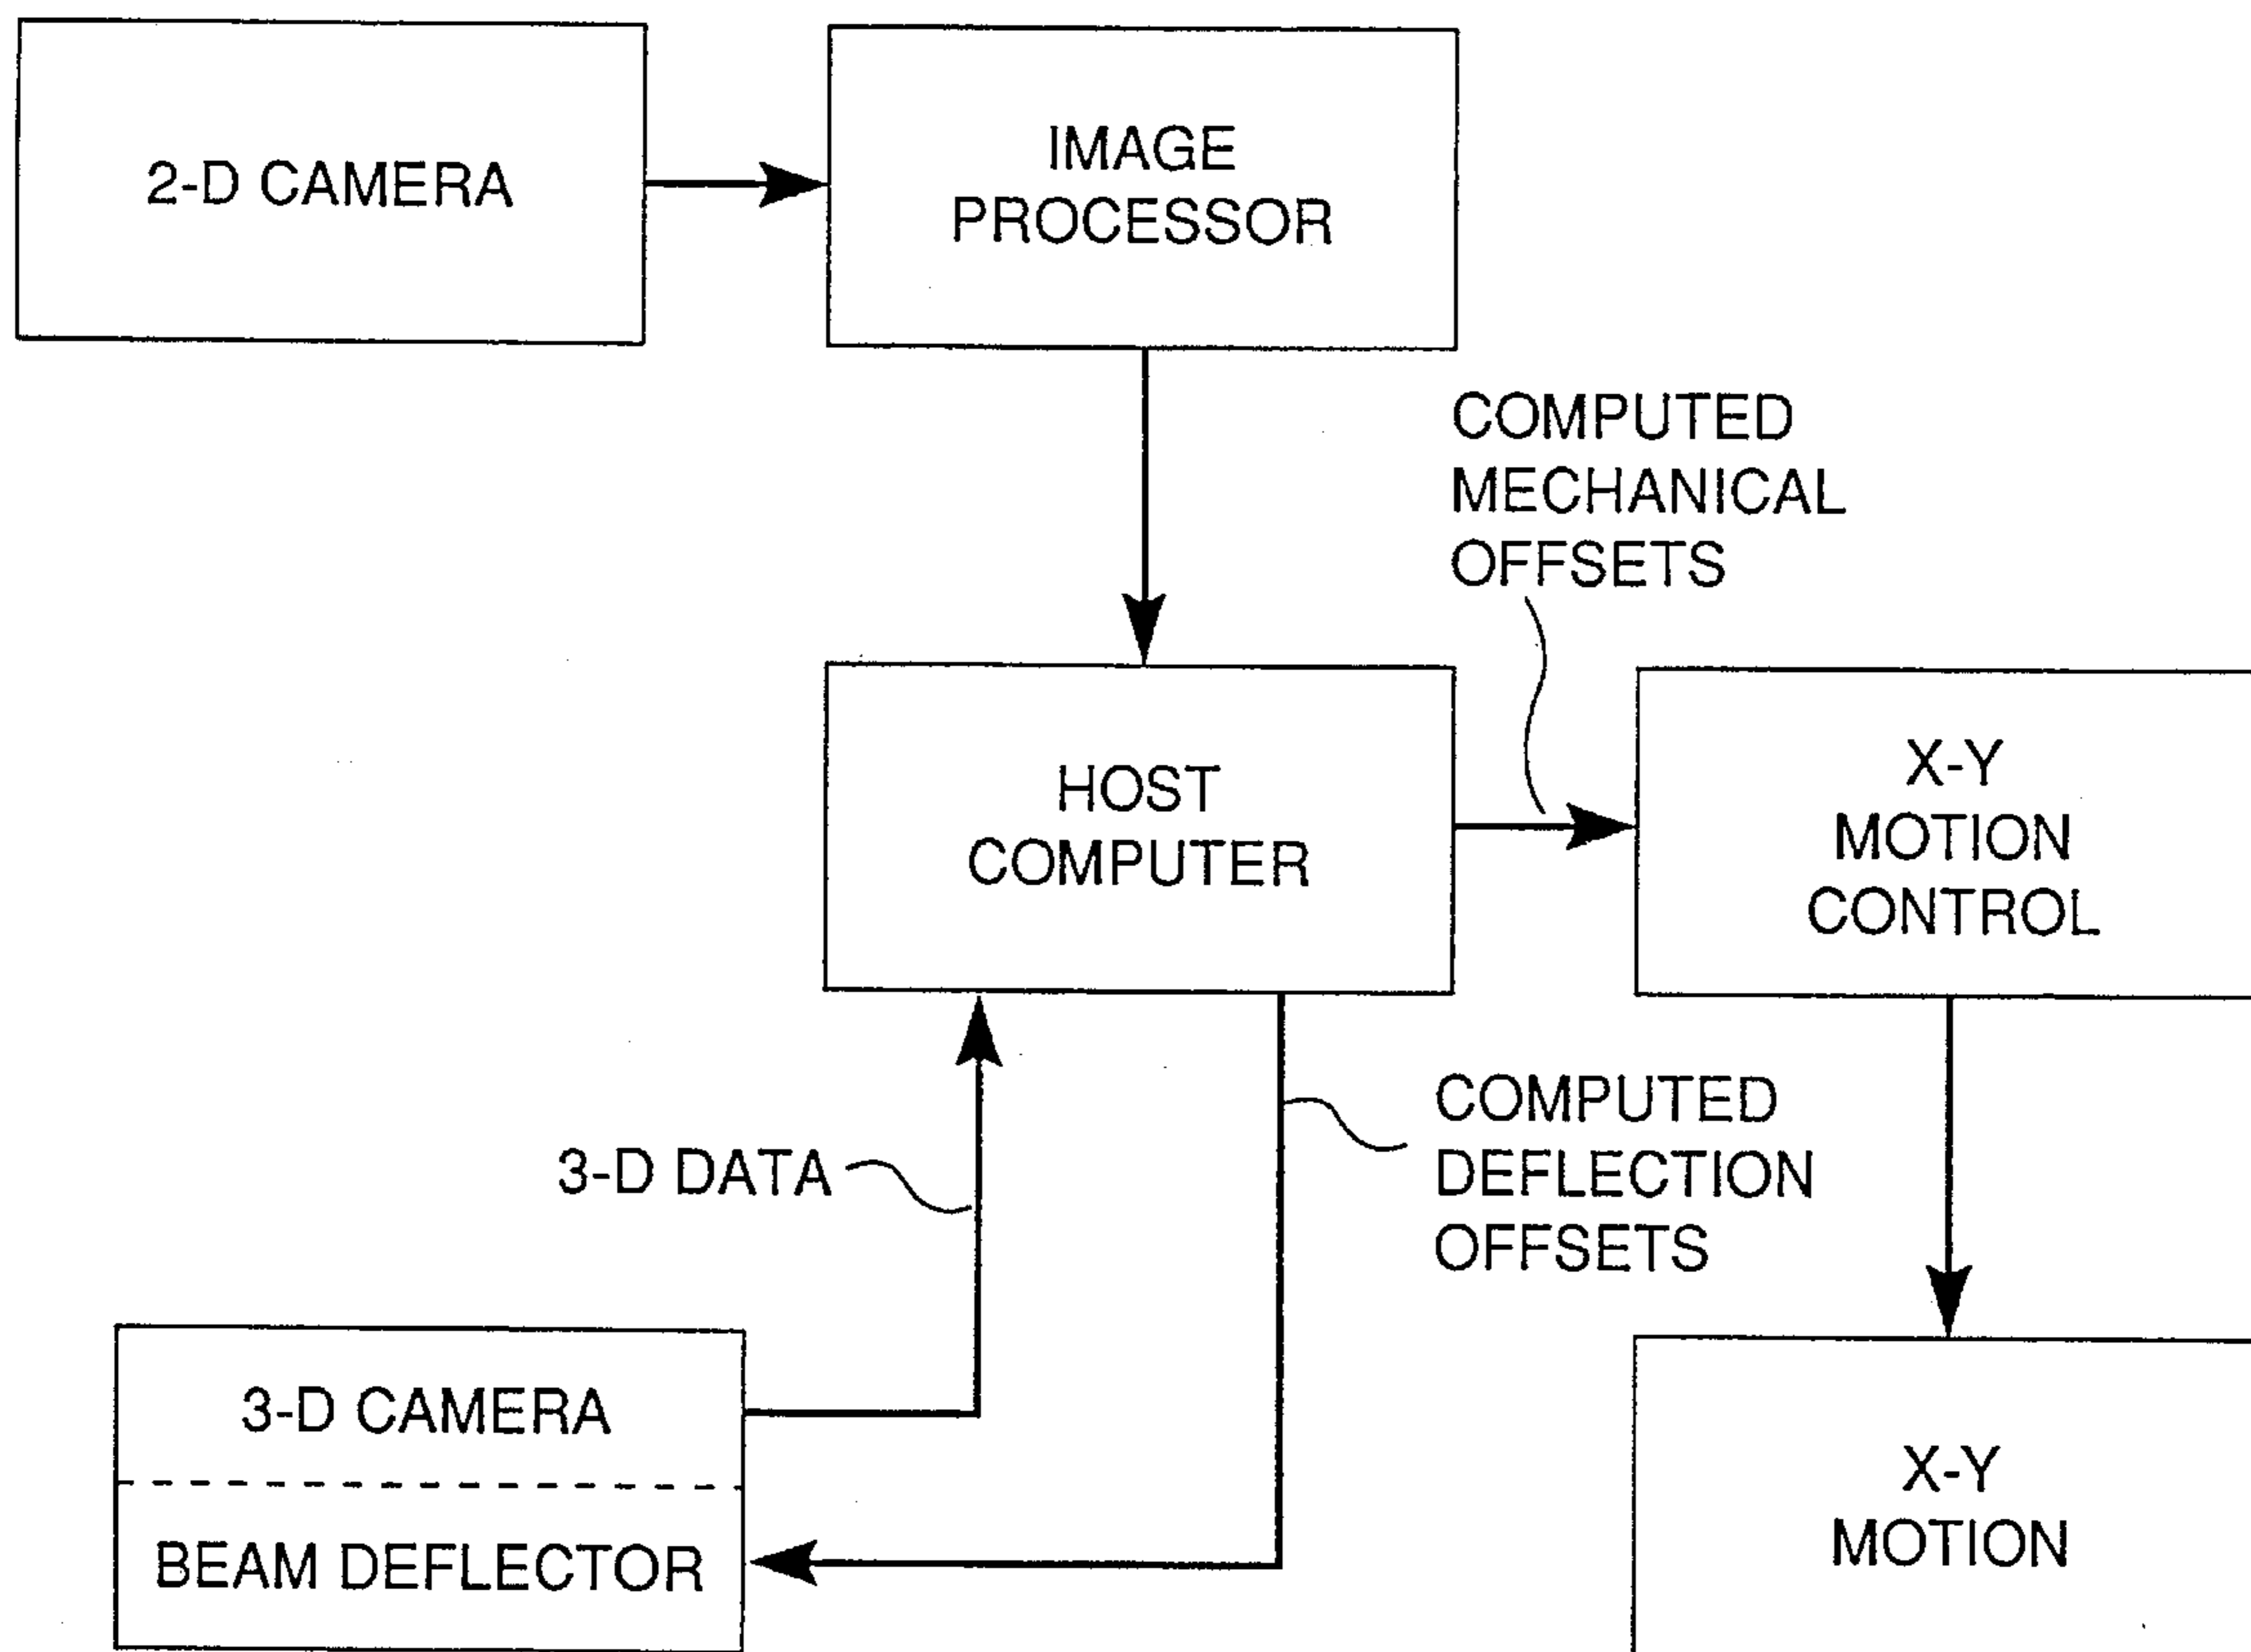 2-D CAMERA
IMAGE
PROCESSOR
COMPUTED
MECHANICAL
OFFSETS
HOST
COMPUTER
X-Y
MOTION
CONTROL
3-D DATA
COMPUTED
DEFLECTION
OFFSETS
3-D CAMERA
BEAM DEFLECTOR
X-Y
MOTION